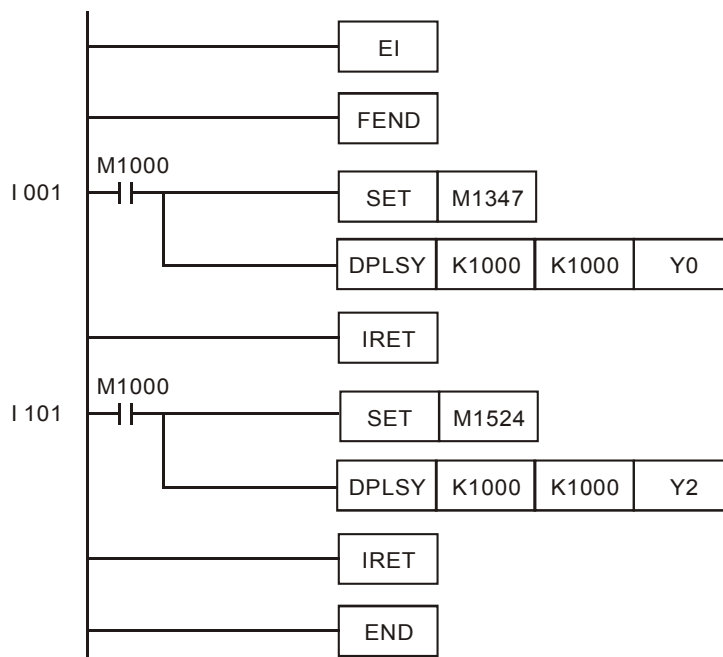 EI
FEND
M1000
I 001
SET M1347
DPLSY K1000 K1000 Y0
IRET
M1000
I 101
SET M1524
DPLSY K1000 K1000 Y2
IRET
END